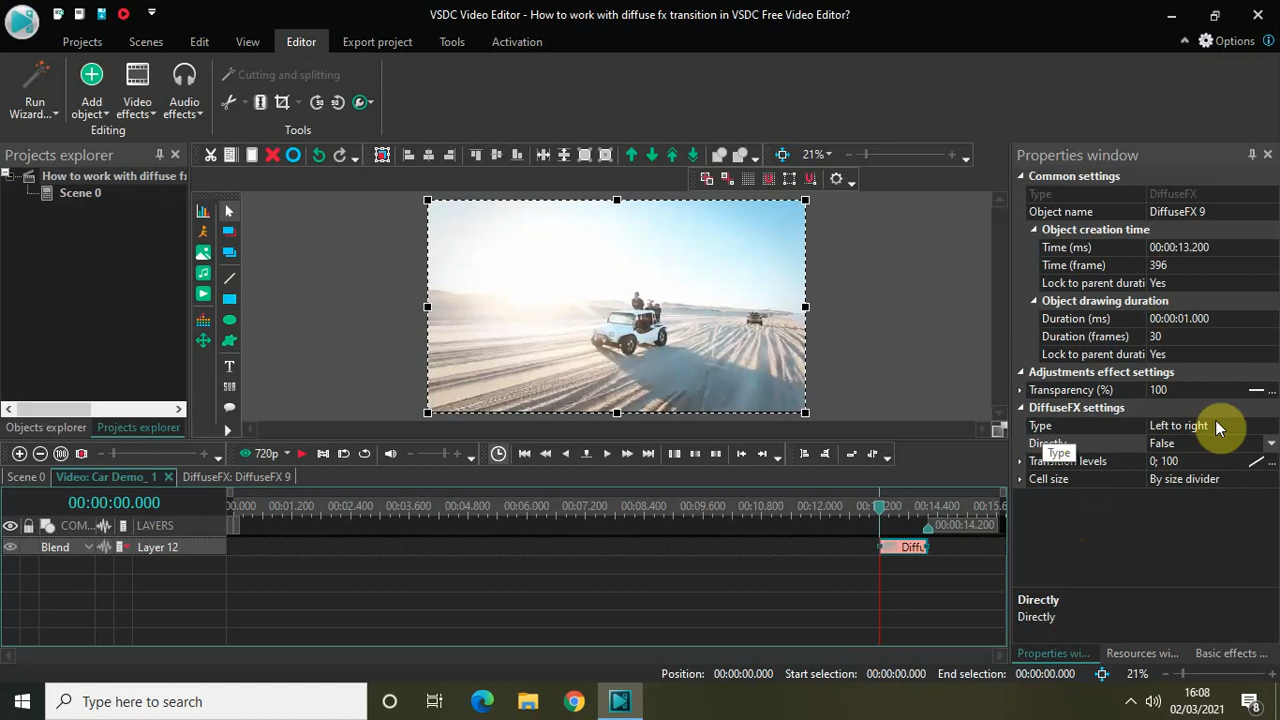 VSDC Video Editor - How to work with diffuse fx transition in VSDC Free Video Editor?
Projects Scenes Edit View Editor Export project Tools Activation
Options
Run Wizard...
Add object
Video effects
Audio effects
Cutting and splitting
Editing
Tools
Projects explorer
How to work with diffuse f
Scene 0
Objects explorer
Projects explorer
21%
720p
Scene 0
Video: Car Demo_ 1
DiffuseFX: DiffuseFX 9
00:00:00.000
0.000 00:01.200 00:02.400 00:03.600 00:04.800 00:06.000 00:07.200 00:08.400 00:09.600 00:10.800 00:12.000
00:14.400 00:15.6
00:00:14.200
COM...
LAYERS
Blend
Layer 12
Diffu
Properties window
Common settings
Type DiffuseFX
Object name DiffuseFX 9
Object creation time
Time (ms) 00:00:13.200
Time (frame) 396
Lock to parent durati Yes
Object drawing duration
Duration (ms) 00:00:01.000
Duration (frames) 30
Lock to parent durati Yes
Adjustments effect settings
Transparency (%) 100
DiffuseFX settings
Type Left to right
Directly False
Type
Transition levels 0; 100
Cell size By size divider
Directly
Directly
Properties wi...
Resources wi...
Basic effects ...
Position: 00:00:00.000 Start selection: 00:00:00.000 End selection: 00:00:00.000 21%
Type here to search
16:08
02/03/2021
8